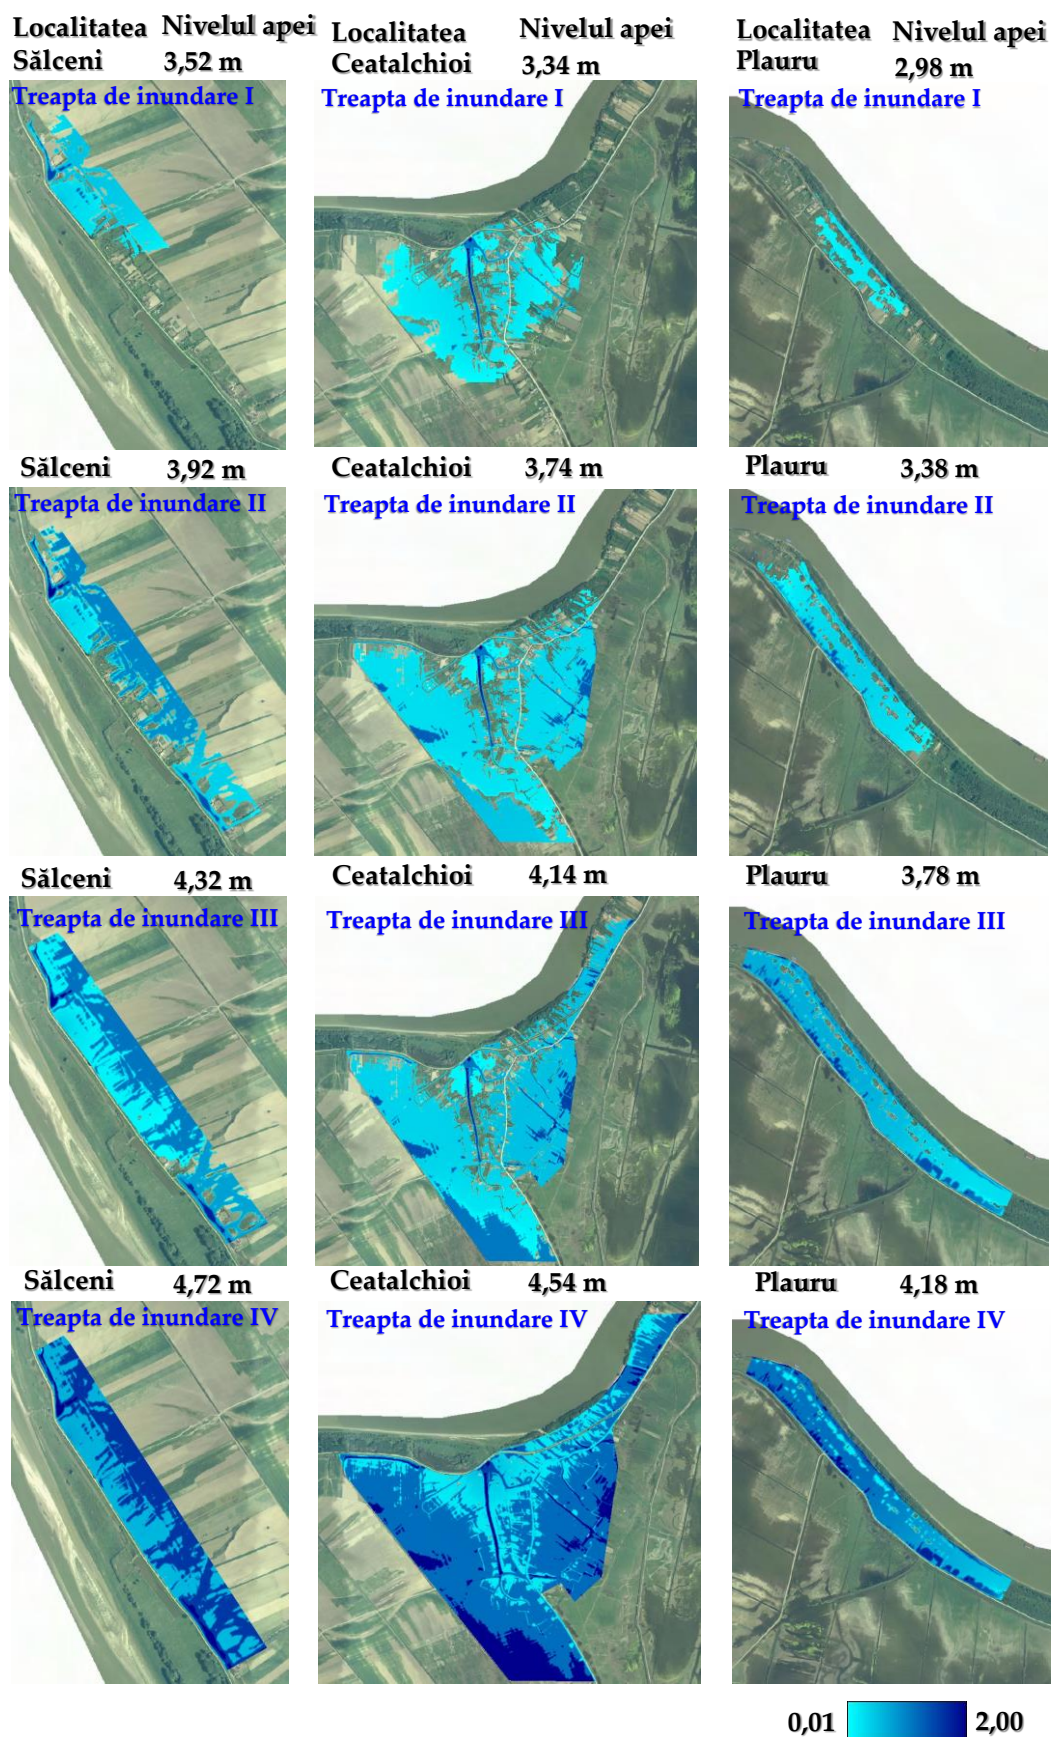 Localitatea Nivelul apei
Sălceni 3,52 m
Treapta de inundare I
Localitatea Nivelul apei
Ceatalchioi 3,34 m
Treapta de inundare I
Localitatea Nivelul apei
Plauru 2,98 m
Treapta de inundare I
Sălceni 3,92 m
Treapta de inundare II
Ceatalchioi 3,74 m
Treapta de inundare II
Plauru 3,38 m
Treapta de inundare II
Sălceni 4,32 m
Treapta de inundare III
Ceatalchioi 4,14 m
Treapta de inundare III
Plauru 3,78 m
Treapta de inundare III
Sălceni 4,72 m
Treapta de inundare IV
Ceatalchioi 4,54 m
Treapta de inundare IV
Plauru 4,18 m
Treapta de inundare IV
0,01 2,00